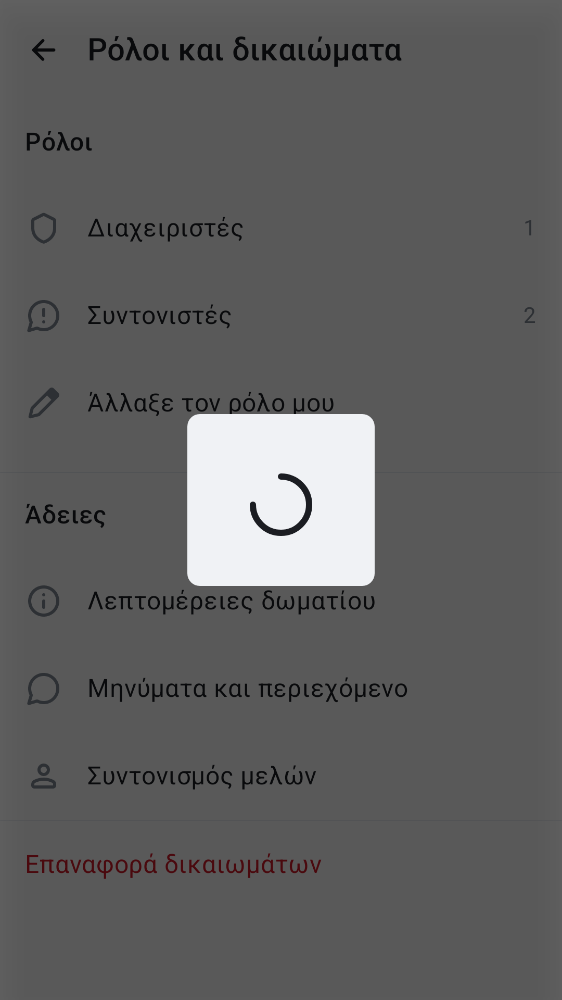 Ρόλοι και δικαιώματα
Ρόλοι
Διαχειριστές 1
Συντονιστές 2
Άλλαξε τον ρόλο μου
Άδειες
Λεπτομέρειες δωματίου
Μηνύματα και περιεχόμενο
Συντονισμός μελών
Επαναφορά δικαιωμάτων